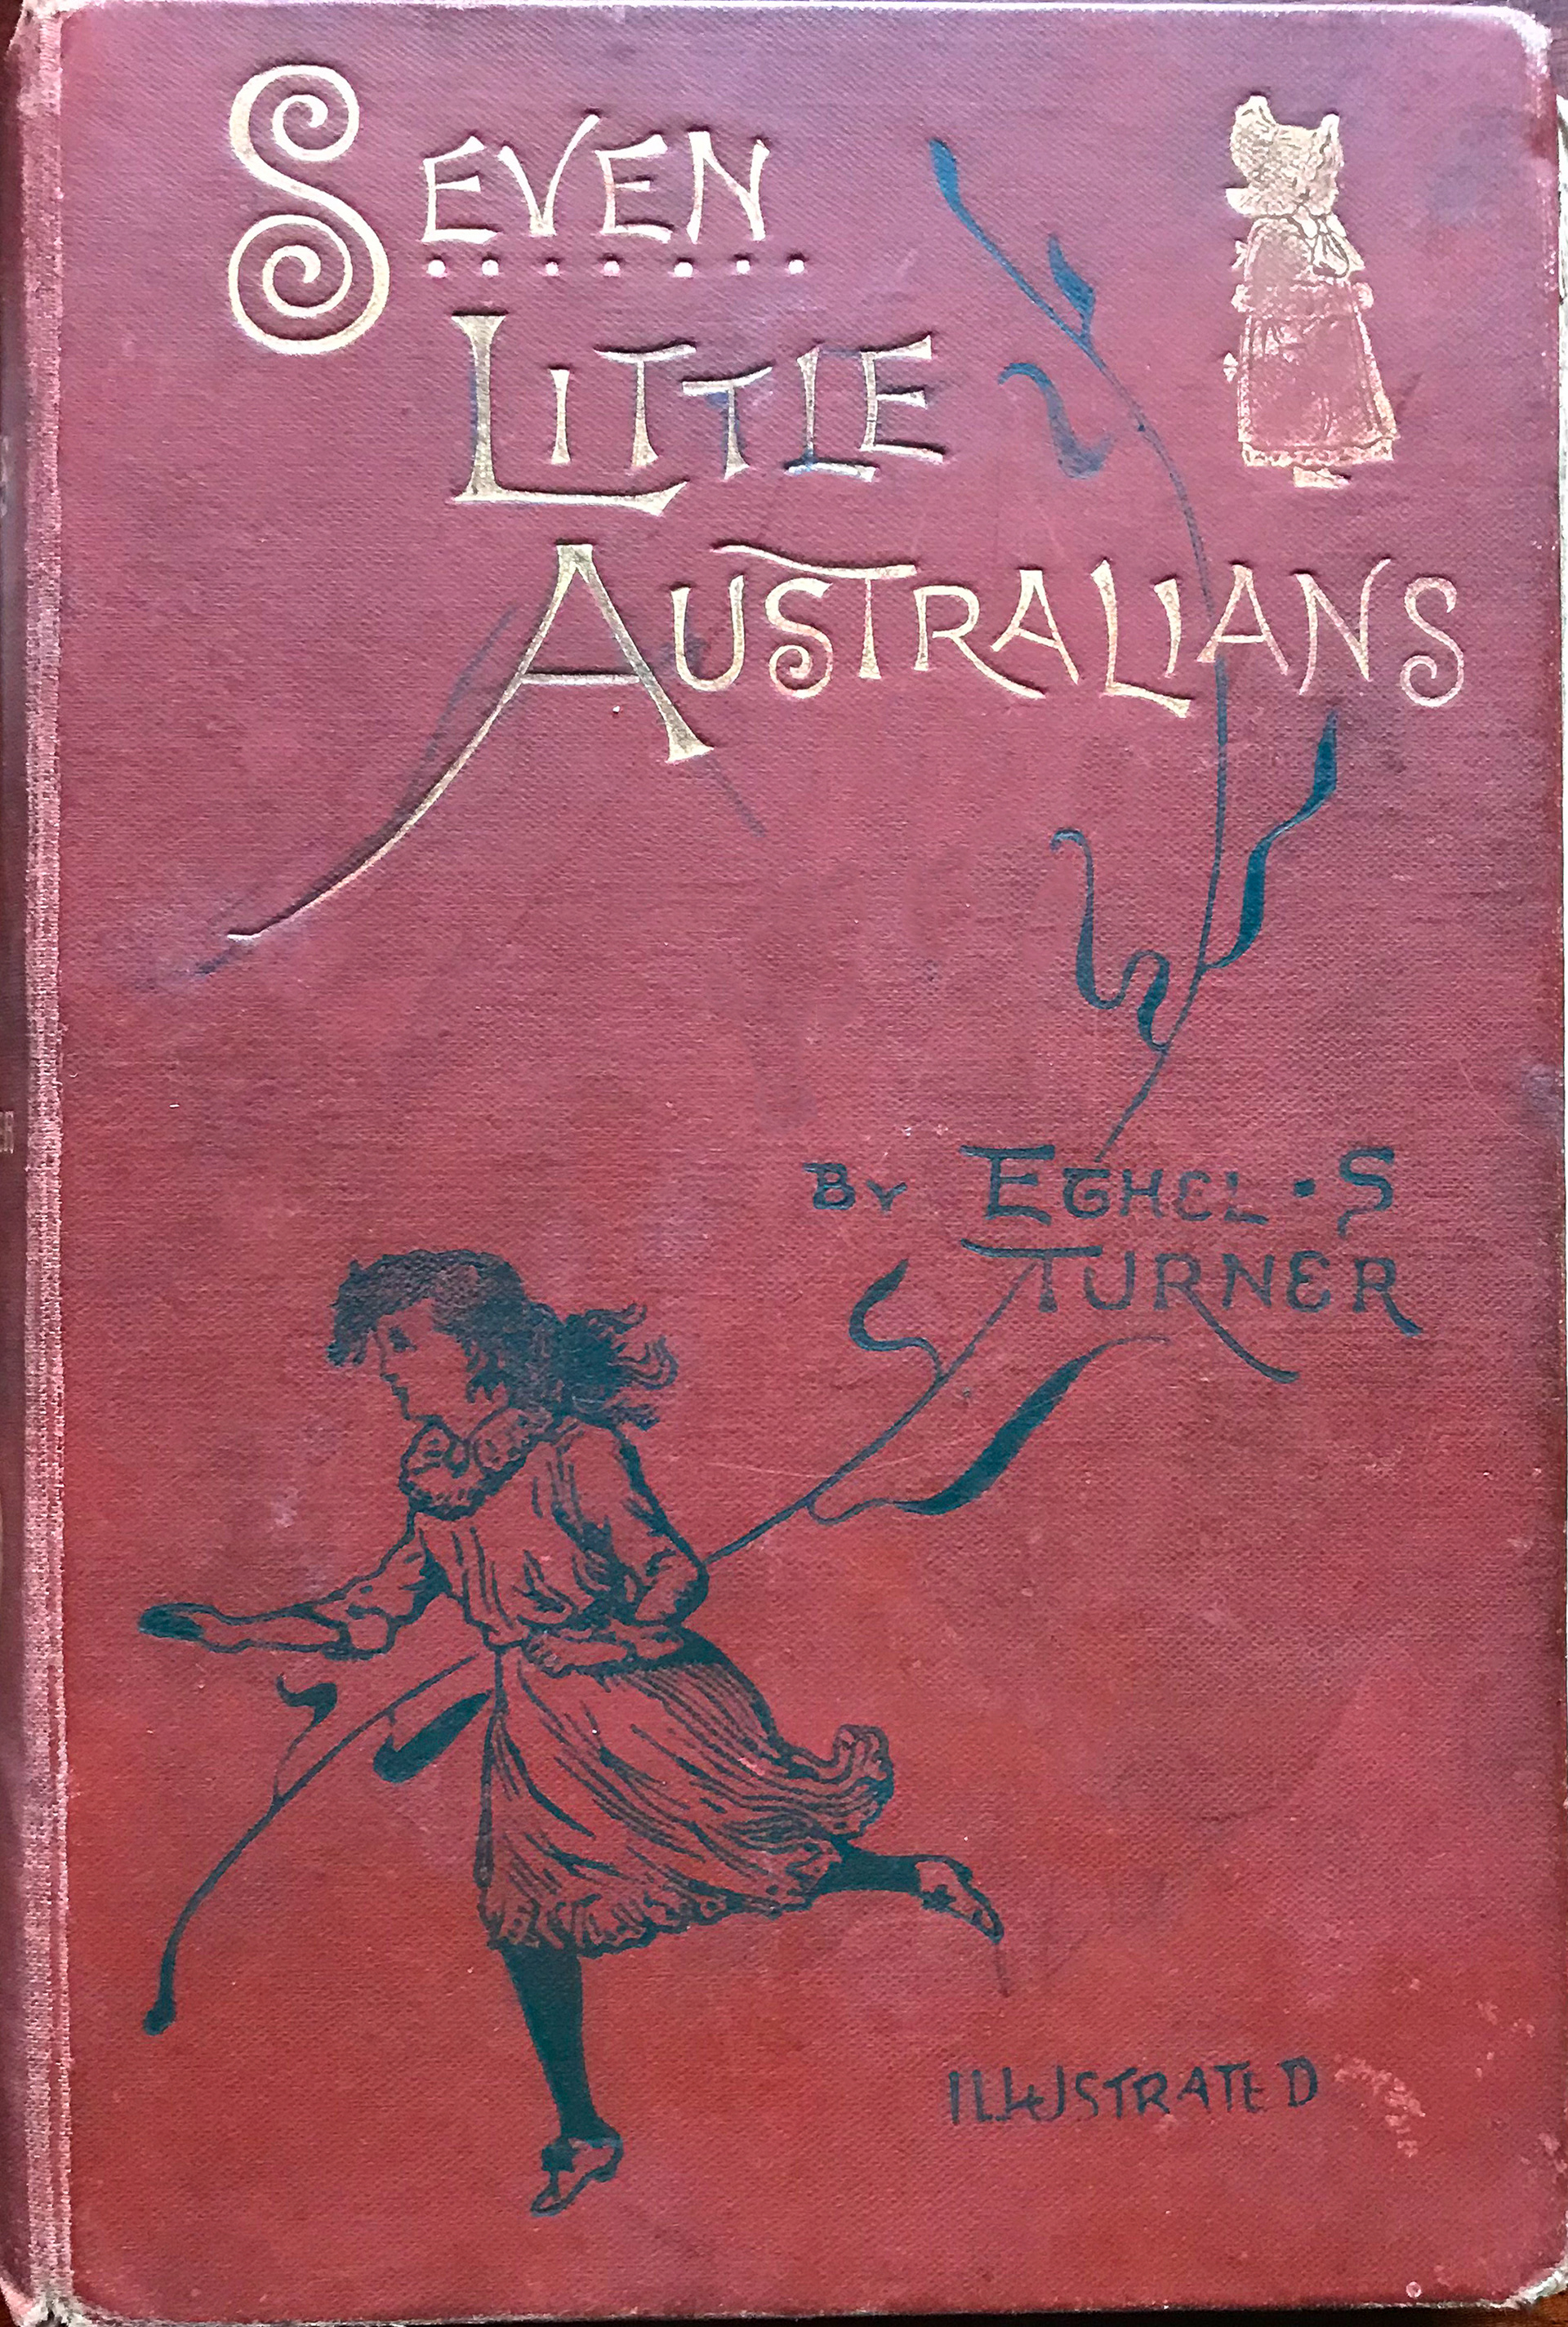 SEVEN
LITTLE
AUSTRALIANS
BY ETHEL · S
TURNER
ILLUSTRATED